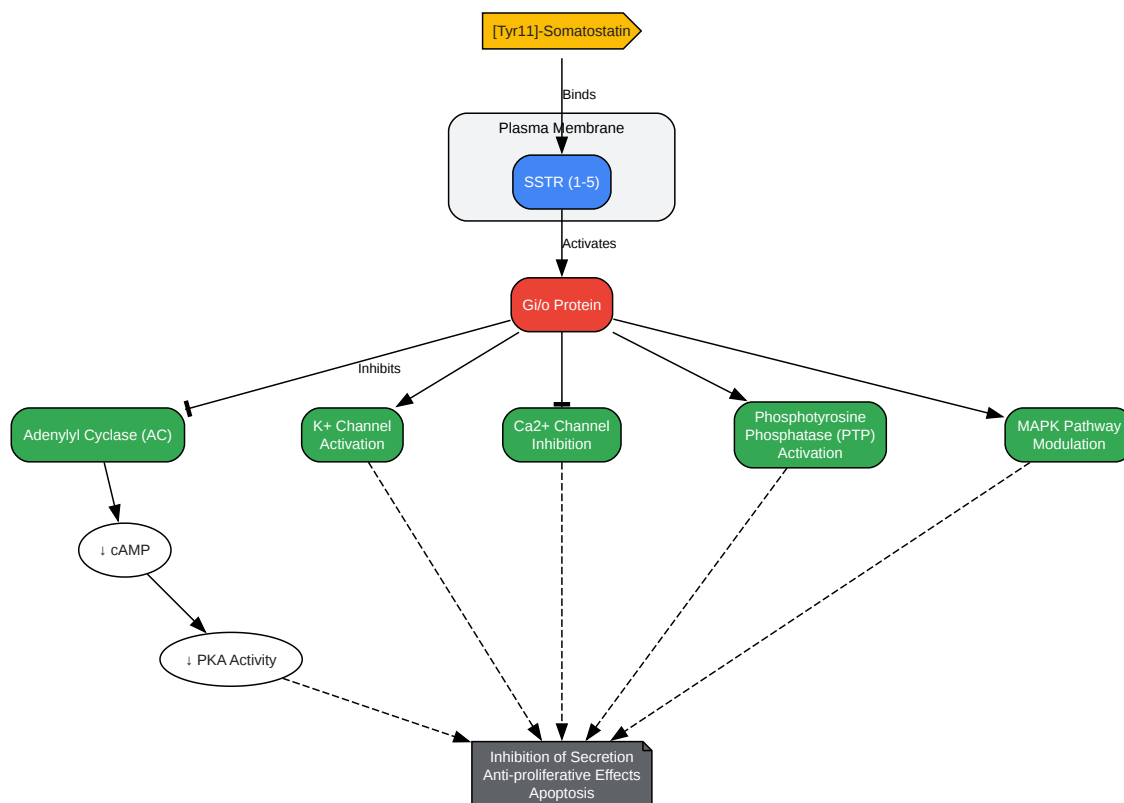 [Tyr11]-Somatostatin
Binds
Plasma Membrane
SSTR (1-5)
Activates
Gi/o Protein
Inhibits
Adenylyl Cyclase (AC)
K+ Channel
Activation
Ca2+ Channel
Inhibition
Phosphotyrosine
Phosphatase (PTP)
Activation
MAPK Pathway
Modulation
↓ cAMP
↓ PKA Activity
Inhibition of Secretion
Anti-proliferative Effects
Apoptosis